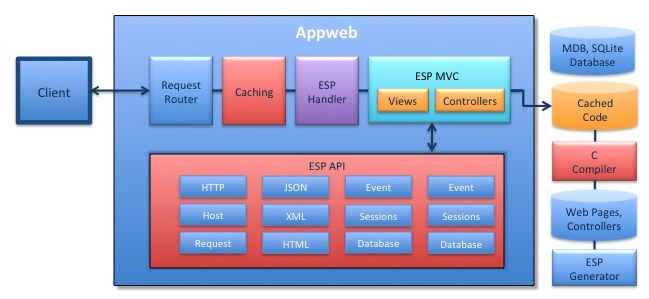 Appweb
Client
Request
Router
Caching
ESP
Handler
ESP MVC
Views
Controllers
ESP API
HTTP
JSON
Event
Event
Host
XML
Sessions
Sessions
Request
HTML
Database
Database
MDB, SQLite
Database
Cached
Code
C
Compiler
Web Pages,
Controllers
ESP
Generator